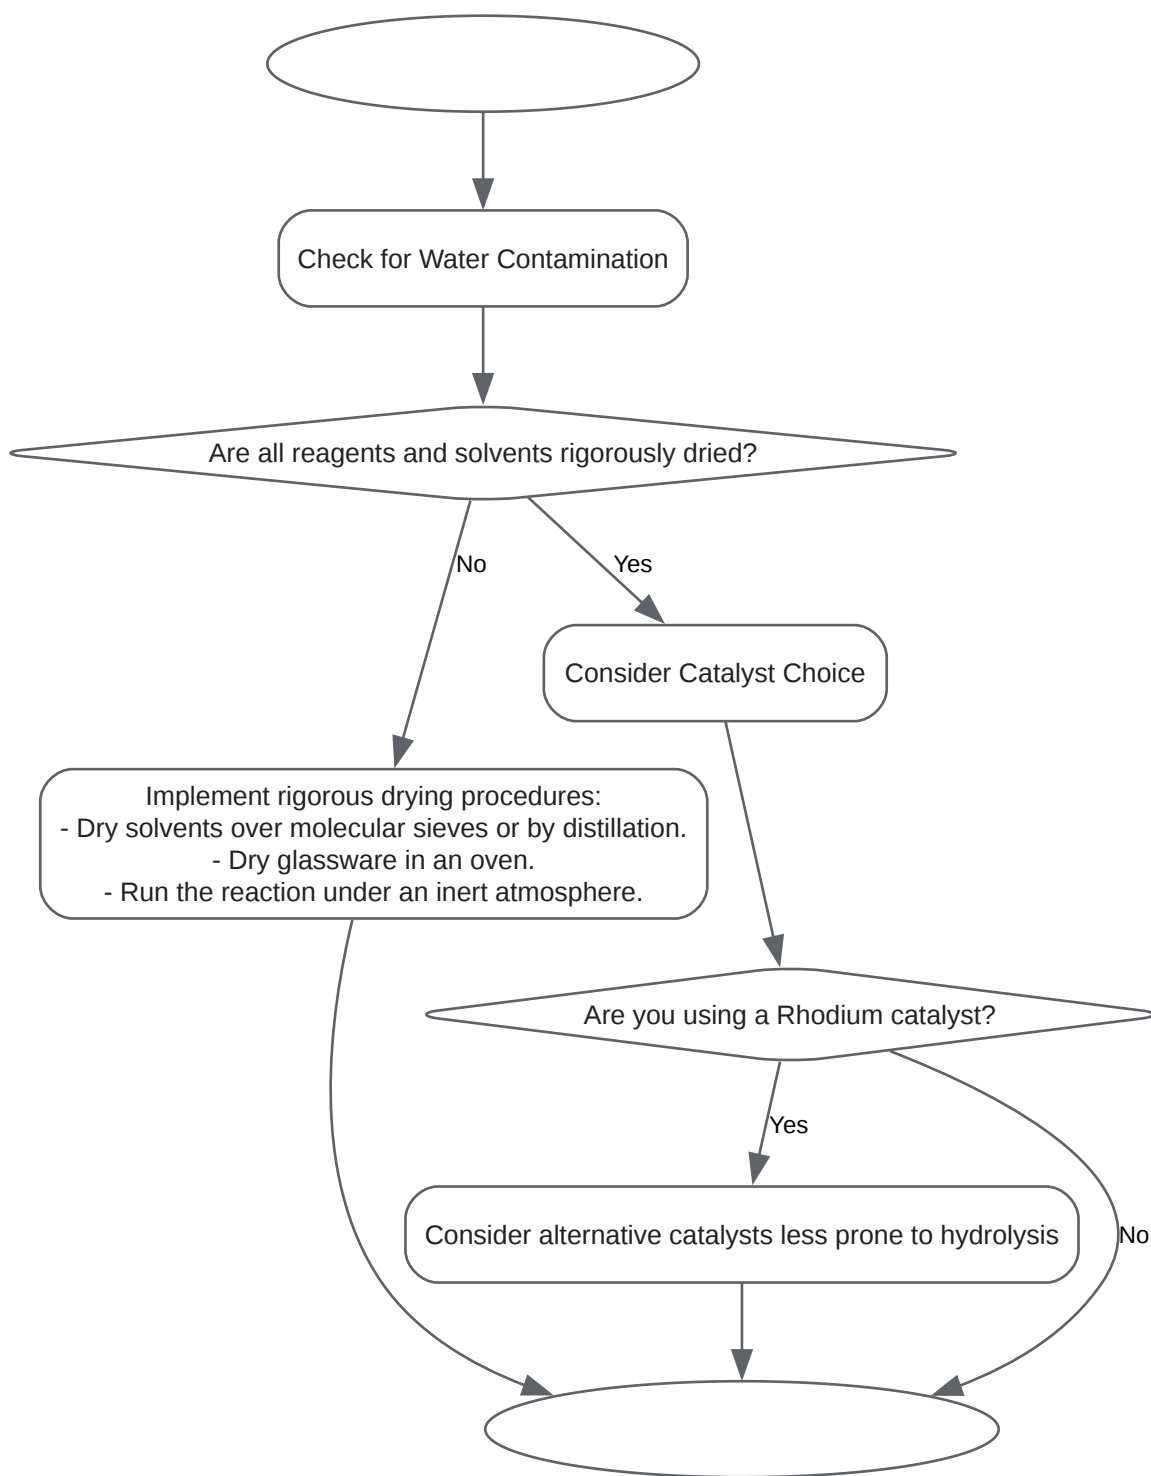 Check for Water Contamination
Are all reagents and solvents rigorously dried?
No
Yes
Consider Catalyst Choice
Implement rigorous drying procedures:
- Dry solvents over molecular sieves or by distillation.
- Dry glassware in an oven.
- Run the reaction under an inert atmosphere.
Are you using a Rhodium catalyst?
Yes
Consider alternative catalysts less prone to hydrolysis
No